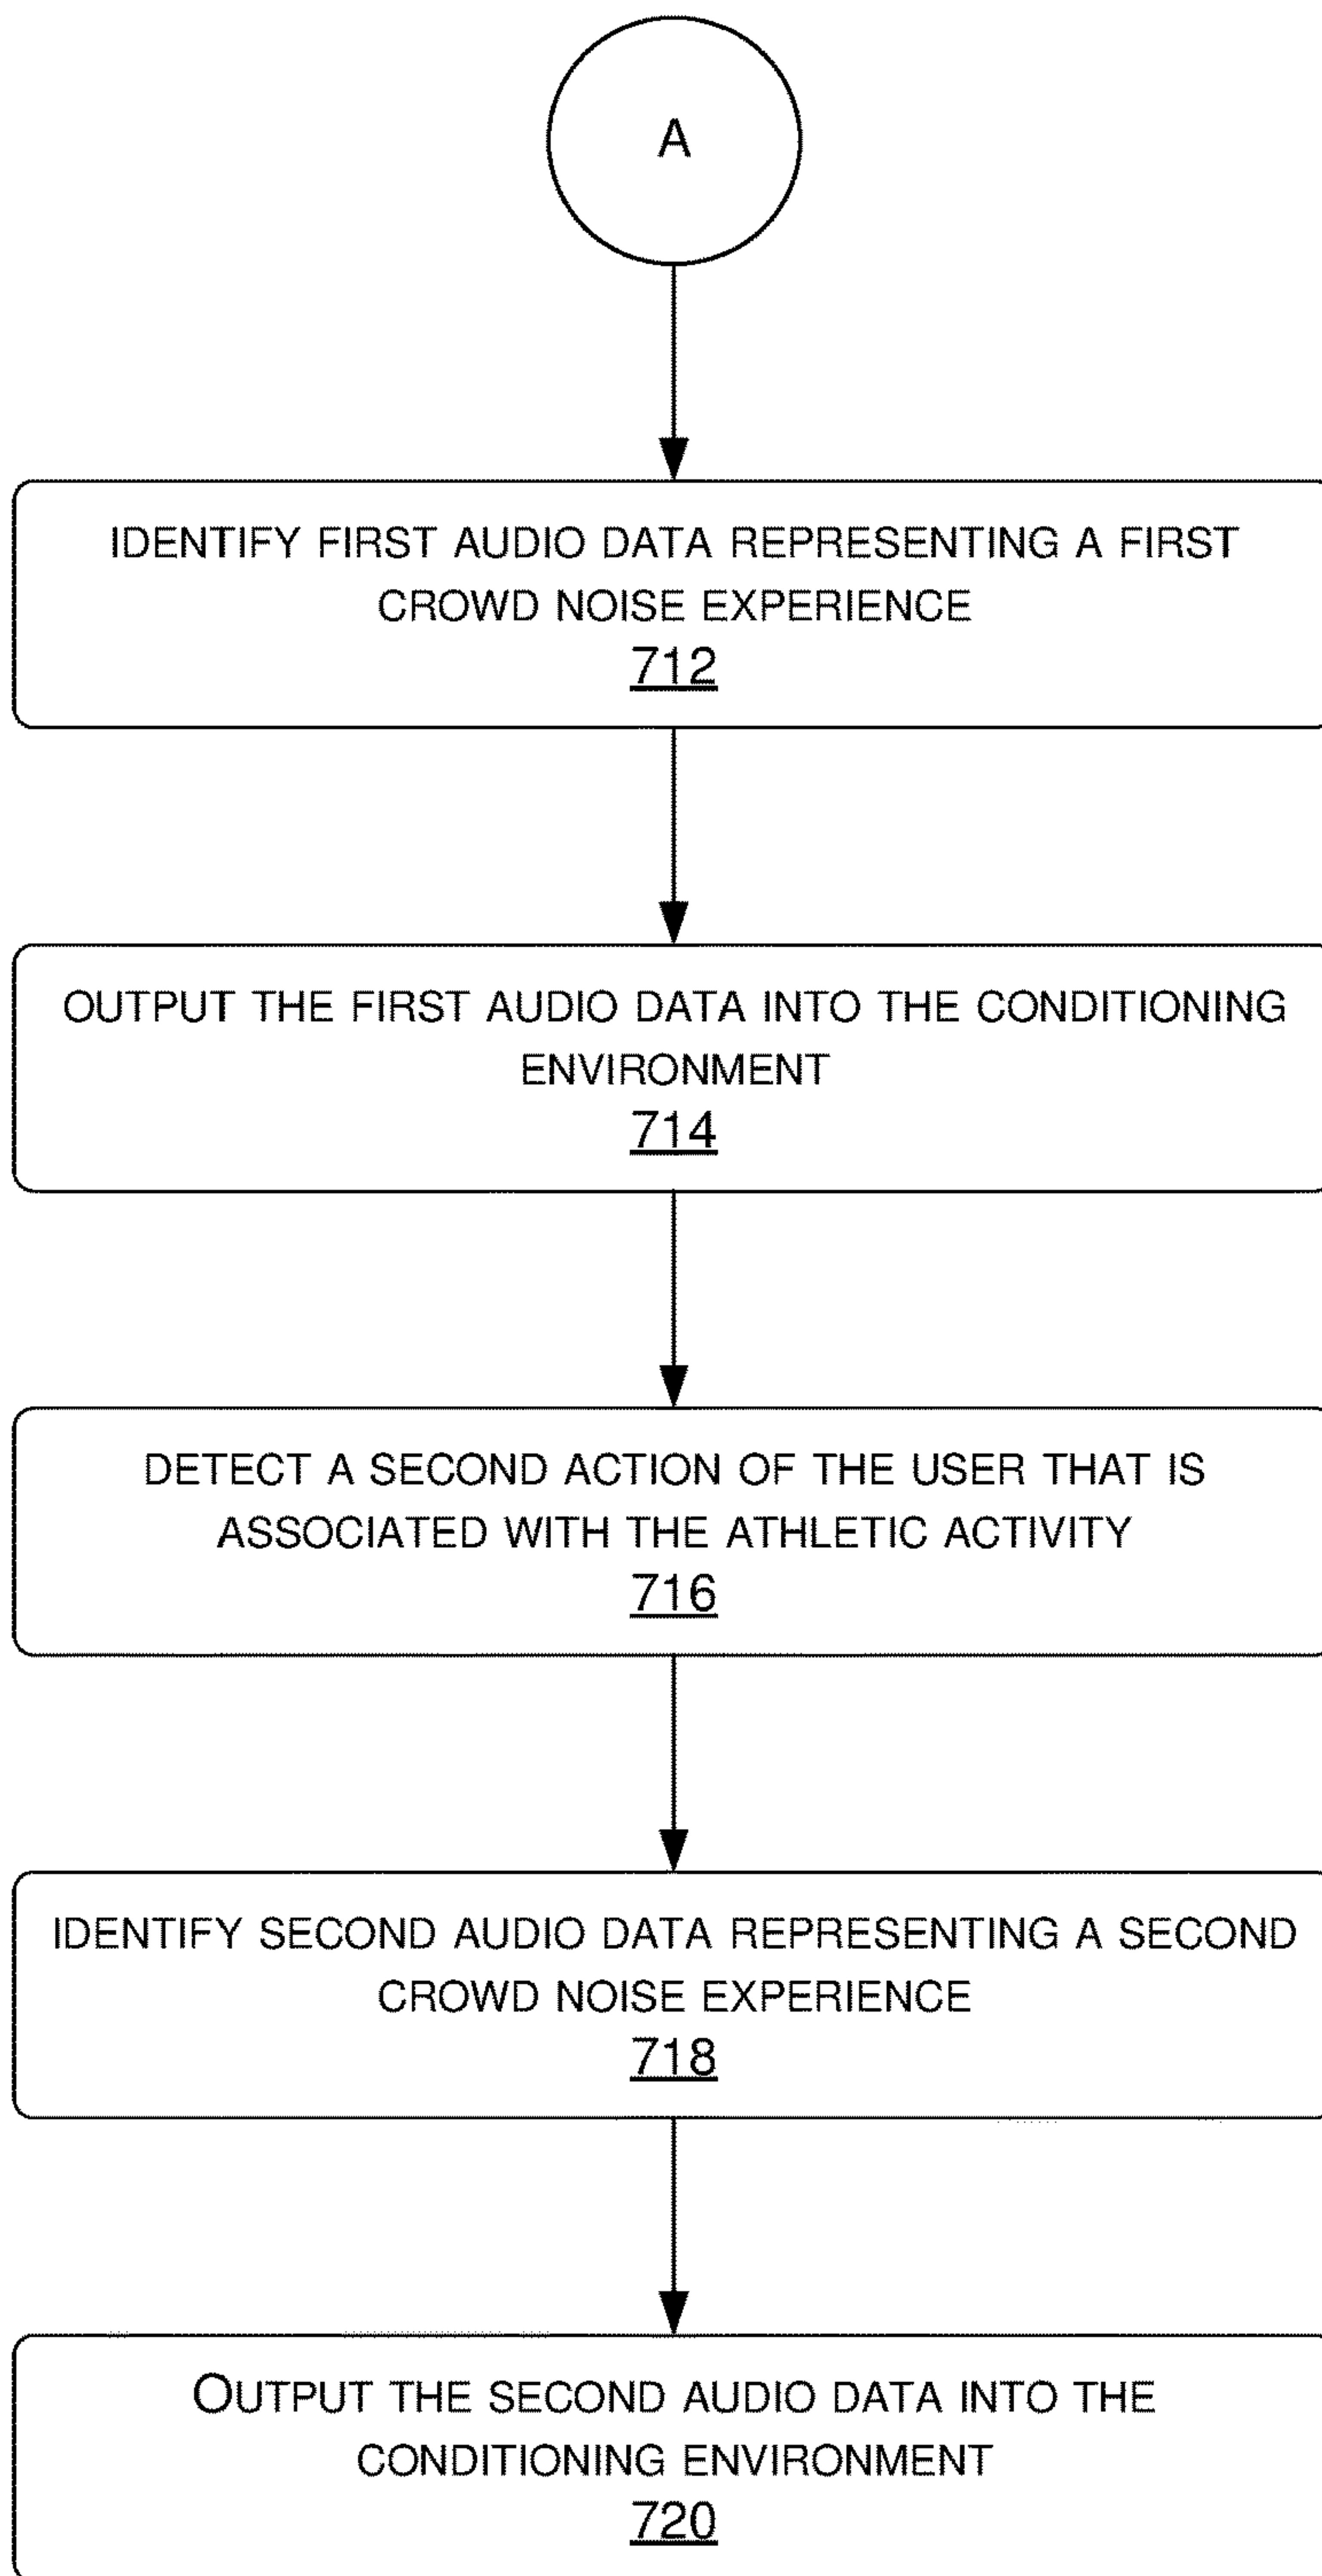 A
IDENTIFY FIRST AUDIO DATA REPRESENTING A FIRST
CROWD NOISE EXPERIENCE
712
OUTPUT THE FIRST AUDIO DATA INTO THE CONDITIONING
ENVIRONMENT
714
DETECT A SECOND ACTION OF THE USER THAT IS
ASSOCIATED WITH THE ATHLETIC ACTIVITY
716
IDENTIFY SECOND AUDIO DATA REPRESENTING A SECOND
CROWD NOISE EXPERIENCE
718
OUTPUT THE SECOND AUDIO DATA INTO THE
CONDITIONING ENVIRONMENT
720